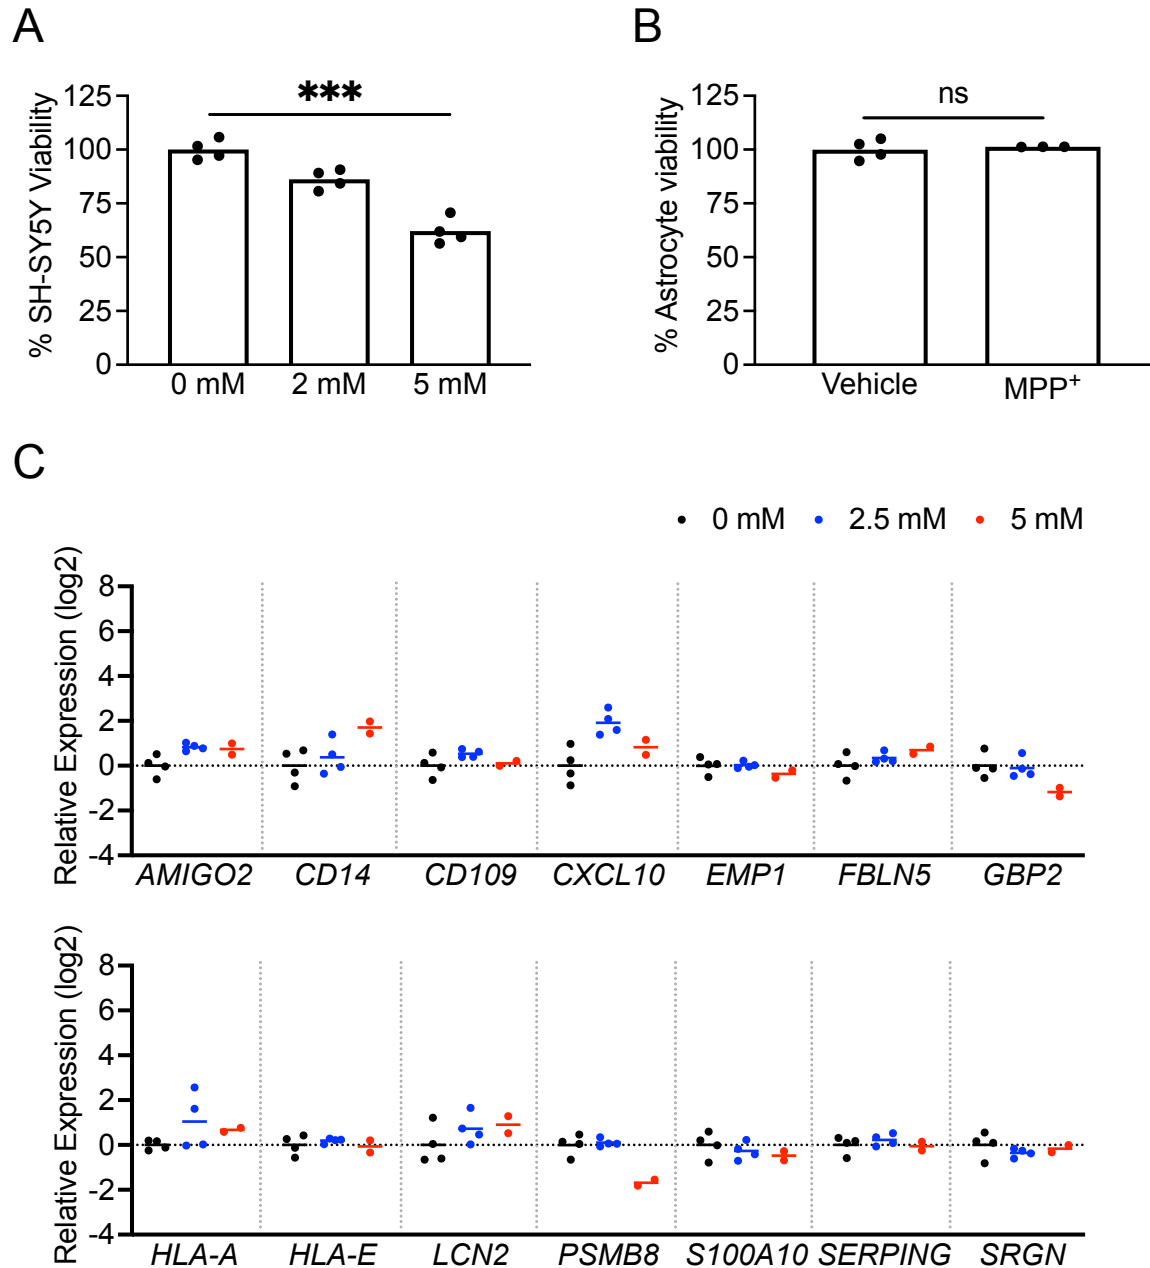 A
% SH-SY5Y Viability
125
100
75
50
25
0
***
0 mM 2 mM 5 mM
B
% Astrocyte viability
125
100
75
50
25
0
ns
Vehicle MPP+
C
0 mM 2.5 mM 5 mM
Relative Expression (log2)
8
6
4
2
0
-2
-4
AMIGO2 CD14 CD109 CXCL10 EMP1 FBLN5 GBP2
Relative Expression (log2)
8
6
4
2
0
-2
-4
HLA-A HLA-E LCN2 PSMB8 S100A10 SERPING SRGN